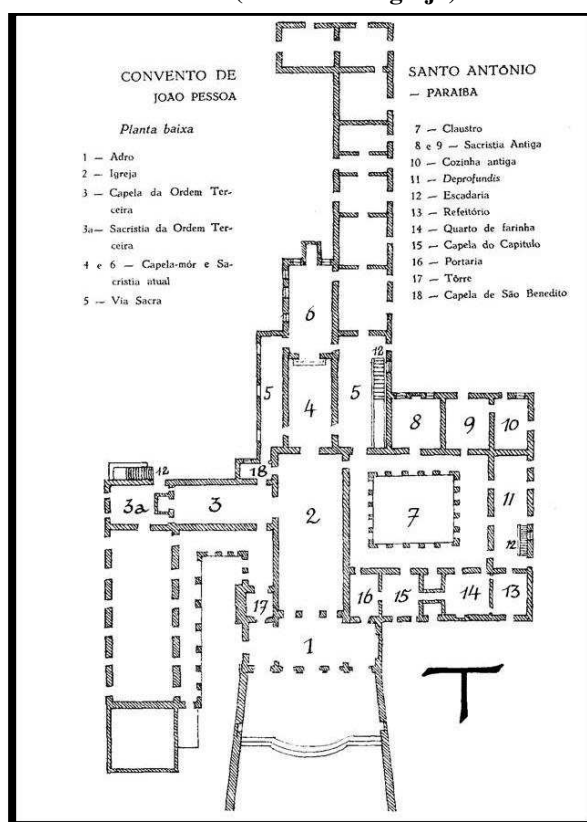 CONVENTO DE
JOÃO PESSOA
Planta baixa
1 — Adro
2 — Igreja
3 — Capela da Ordem Ter-
ceira
3a— Sacristia da Ordem Ter-
ceira
4 e 6 — Capela-mór e Sa-
cristia atual
5 — Via Sacra
SANTO ANTÔNIO
— PARAIBA
7 — Claustro
8 e 9 — Sacristia Antiga
10 — Cozinha antiga
11 — Deprofundis
12 — Escadaria
13 — Refeitório
14 — Quarto de farinha
15 — Capela do Capitulo
16 — Portaria
17 — Tôrre
18 — Capela de São Benedito
6
12
5
4
5
8
9
10
12
18
3a
3
2
7
11
12
17
16
15
14
13
1
T